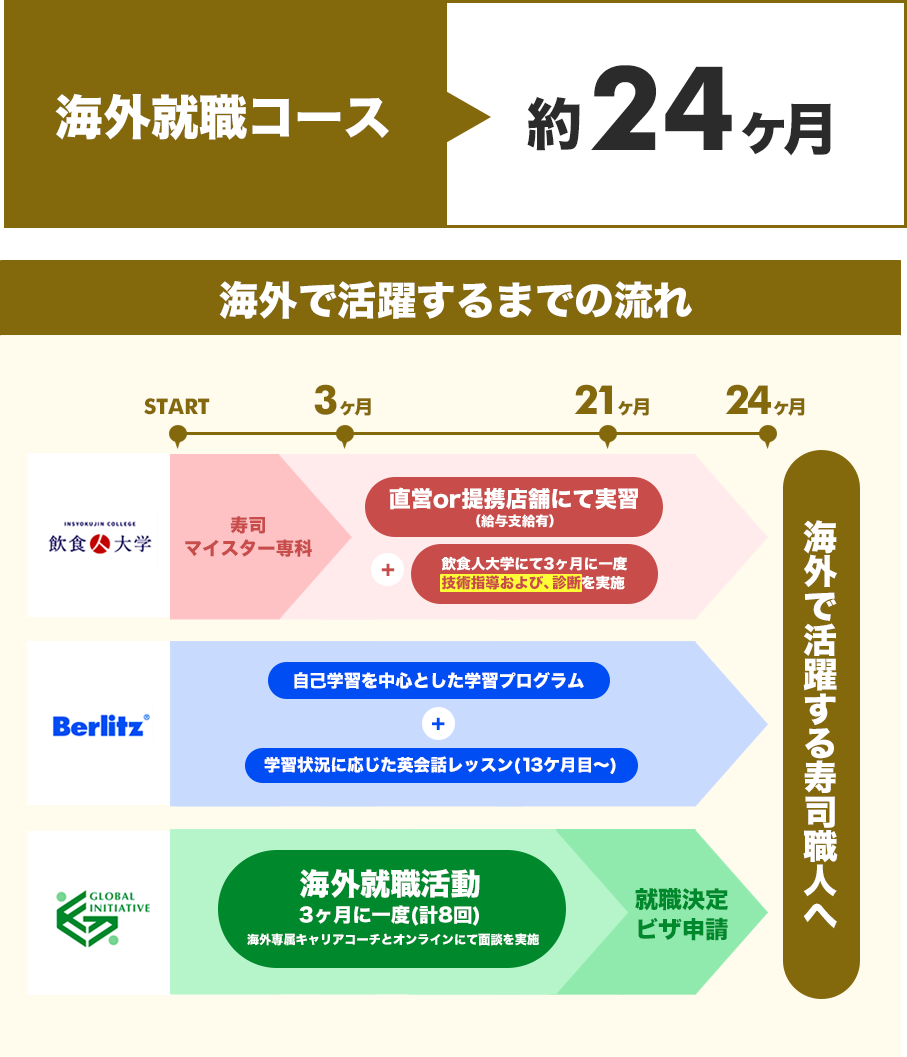 海外就職コース
約24ヶ月
海外で活躍するまでの流れ
START
3ヶ月
21ヶ月
24ヶ月
INSYOKUJIN COLLEGE
飲食人大学
寿司
マイスター専科
直営or提携店舗にて実習
(給与支給有)
+
飲食人大学にて3ヶ月に一度
技術指導および、診断を実施
Berlitz®
自己学習を中心とした学習プログラム
+
学習状況に応じた英会話レッスン(13ケ月目〜)
GLOBAL
INITIATIVE
海外就職活動
3ヶ月に一度(計8回)
海外専属キャリアコーチとオンラインにて面談を実施
就職決定
ビザ申請
海外で活躍する寿司職人へ